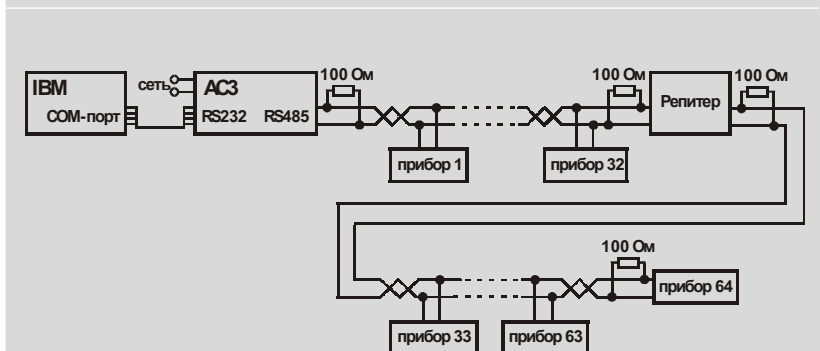 100 Ом 100 Ом 100 Ом
IBM сеть АС3 Репитер
COM-порт RS232 RS485
прибор 1 прибор 32
100 Ом
прибор 64
прибор 33 прибор 63